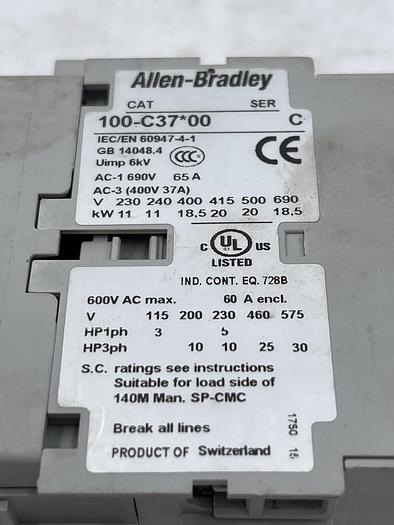 Allen-Bradley
CAT SER
100-C37*00 C
IEC/EN 60947-4-1
GB 14048.4
Uimp 6kV
CCC
CE
AC-1 690V 65 A
AC-3 (400V 37A)
V 230 240 400 415 500 690
kW 11 11 18,5 20 20 18,5
C UL US
LISTED
IND. CONT. EQ. 728B
600V AC max. 60 A encl.
V 115 200 230 460 575
HP1ph 3 5
HP3ph 10 10 25 30
S.C. ratings see instructions
Suitable for load side of
140M Man. SP-CMC
Break all lines
PRODUCT OF Switzerland
1750